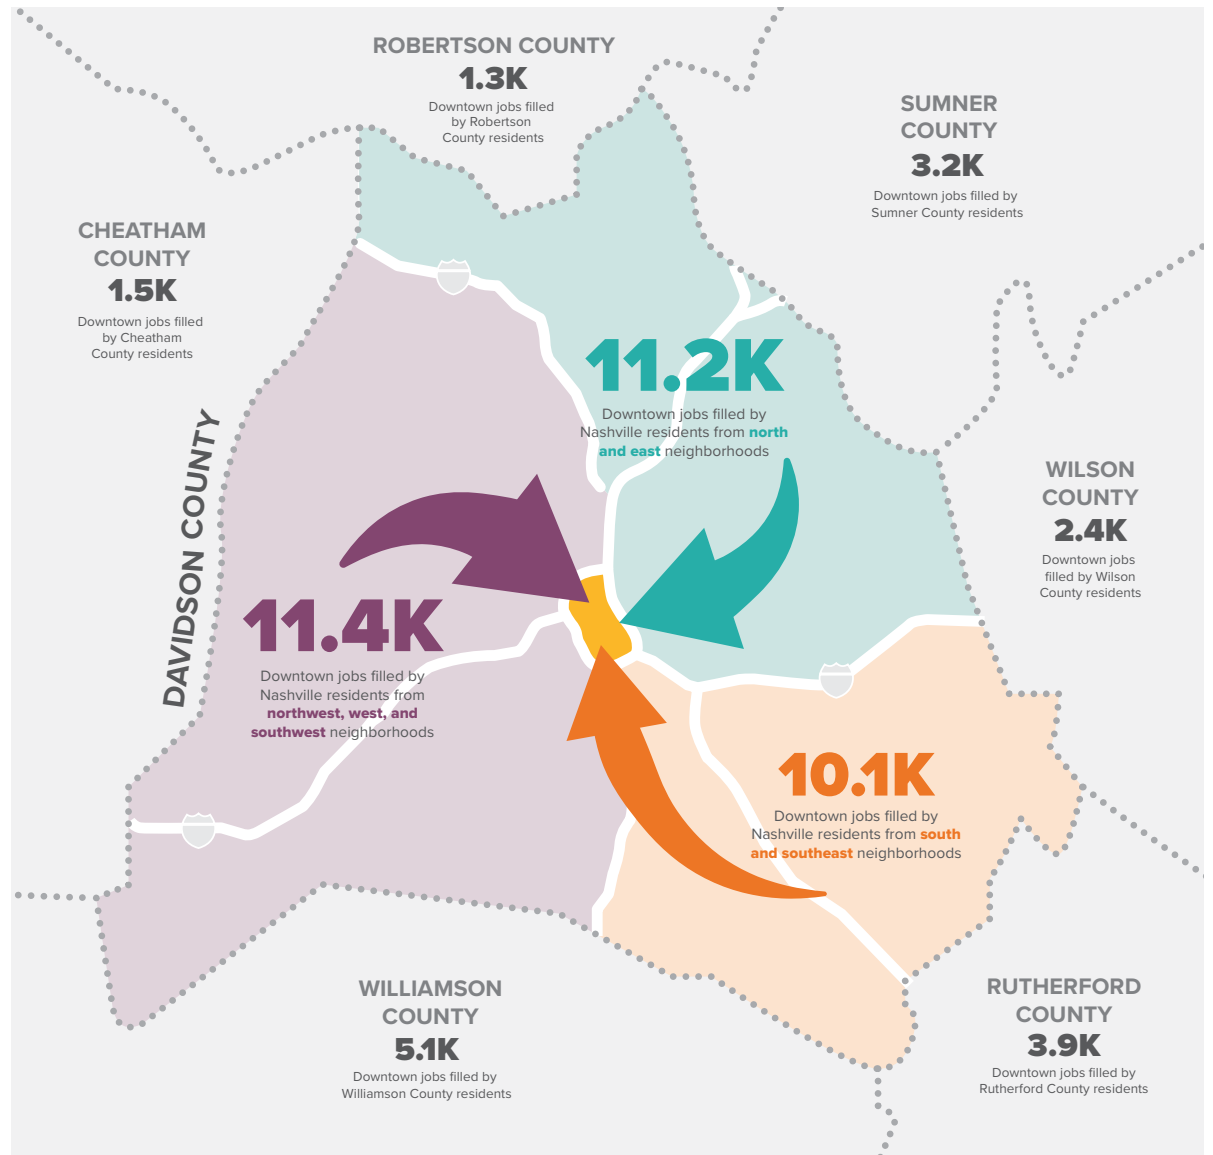 ROBERTSON COUNTY
1.3K
Downtown jobs filled
by Robertson
County residents
SUMNER
COUNTY
3.2K
Downtown jobs filled by
Sumner County residents
CHEATHAM
COUNTY
1.5K
Downtown jobs filled
by Cheatham
County residents
11.2K
Downtown jobs filled by
Nashville residents from north
and east neighborhoods
DAVIDSON COUNTY
WILSON
COUNTY
2.4K
Downtown jobs
filled by Wilson
County residents
11.4K
Downtown jobs filled by
Nashville residents from
northwest, west, and
southwest neighborhoods
10.1K
Downtown jobs filled by
Nashville residents from south
and southeast neighborhoods
WILLIAMSON
COUNTY
5.1K
Downtown jobs filled by
Williamson County residents
RUTHERFORD
COUNTY
3.9K
Downtown jobs filled by
Rutherford County residents